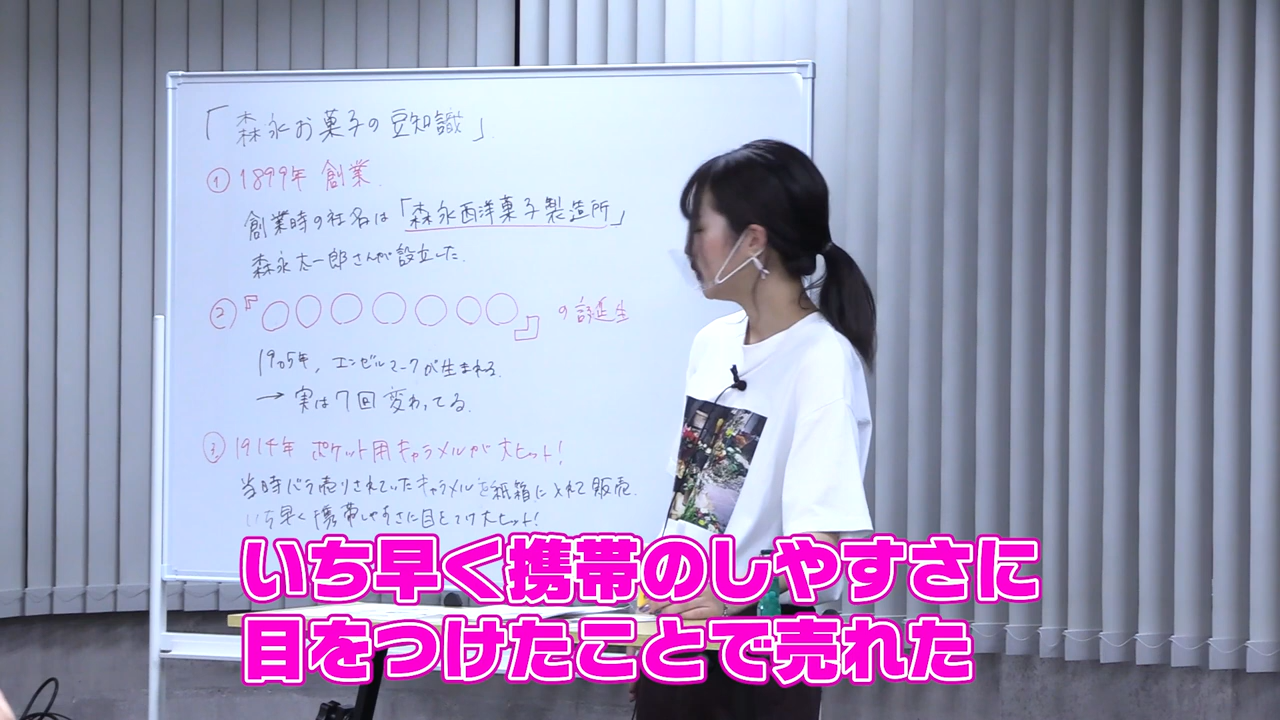 「森永お菓子の豆知識」
① 1899年 創業
創業時の社名は「森永西洋菓子製造所」
森永太一郎さんが設立した.
② 「○○○○○○○」の誕生
1905年, エンゼルマークが生まれる.
→ 実は7回変わってる.
③ 1914年 ポケット用キャラメルが大ヒット!
当時バラ売りされていたキャラメルを紙箱に入れて販売.
いち早く携帯しやすさに目をつけ大ヒット!
いち早く携帯のしやすさに
目をつけたことで売れた